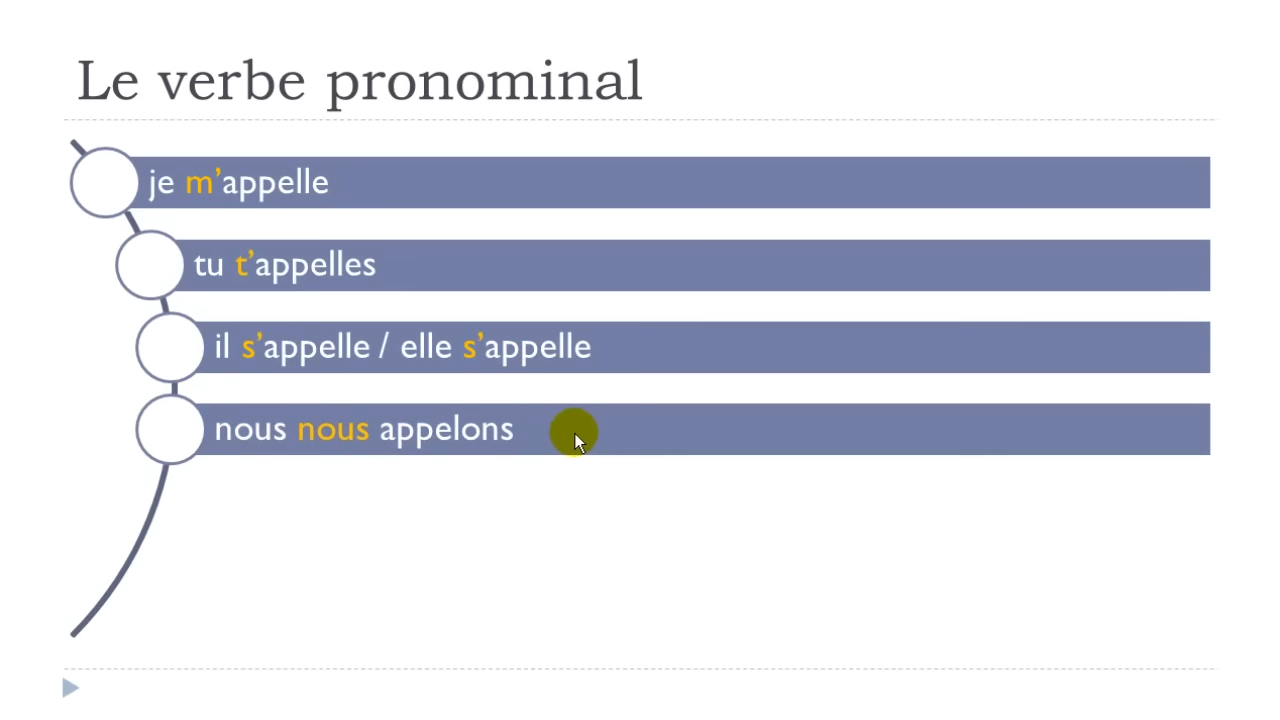 Le verbe pronominal
je m’appelle
tu t’appelles
il s’appelle / elle s’appelle
nous nous appelons